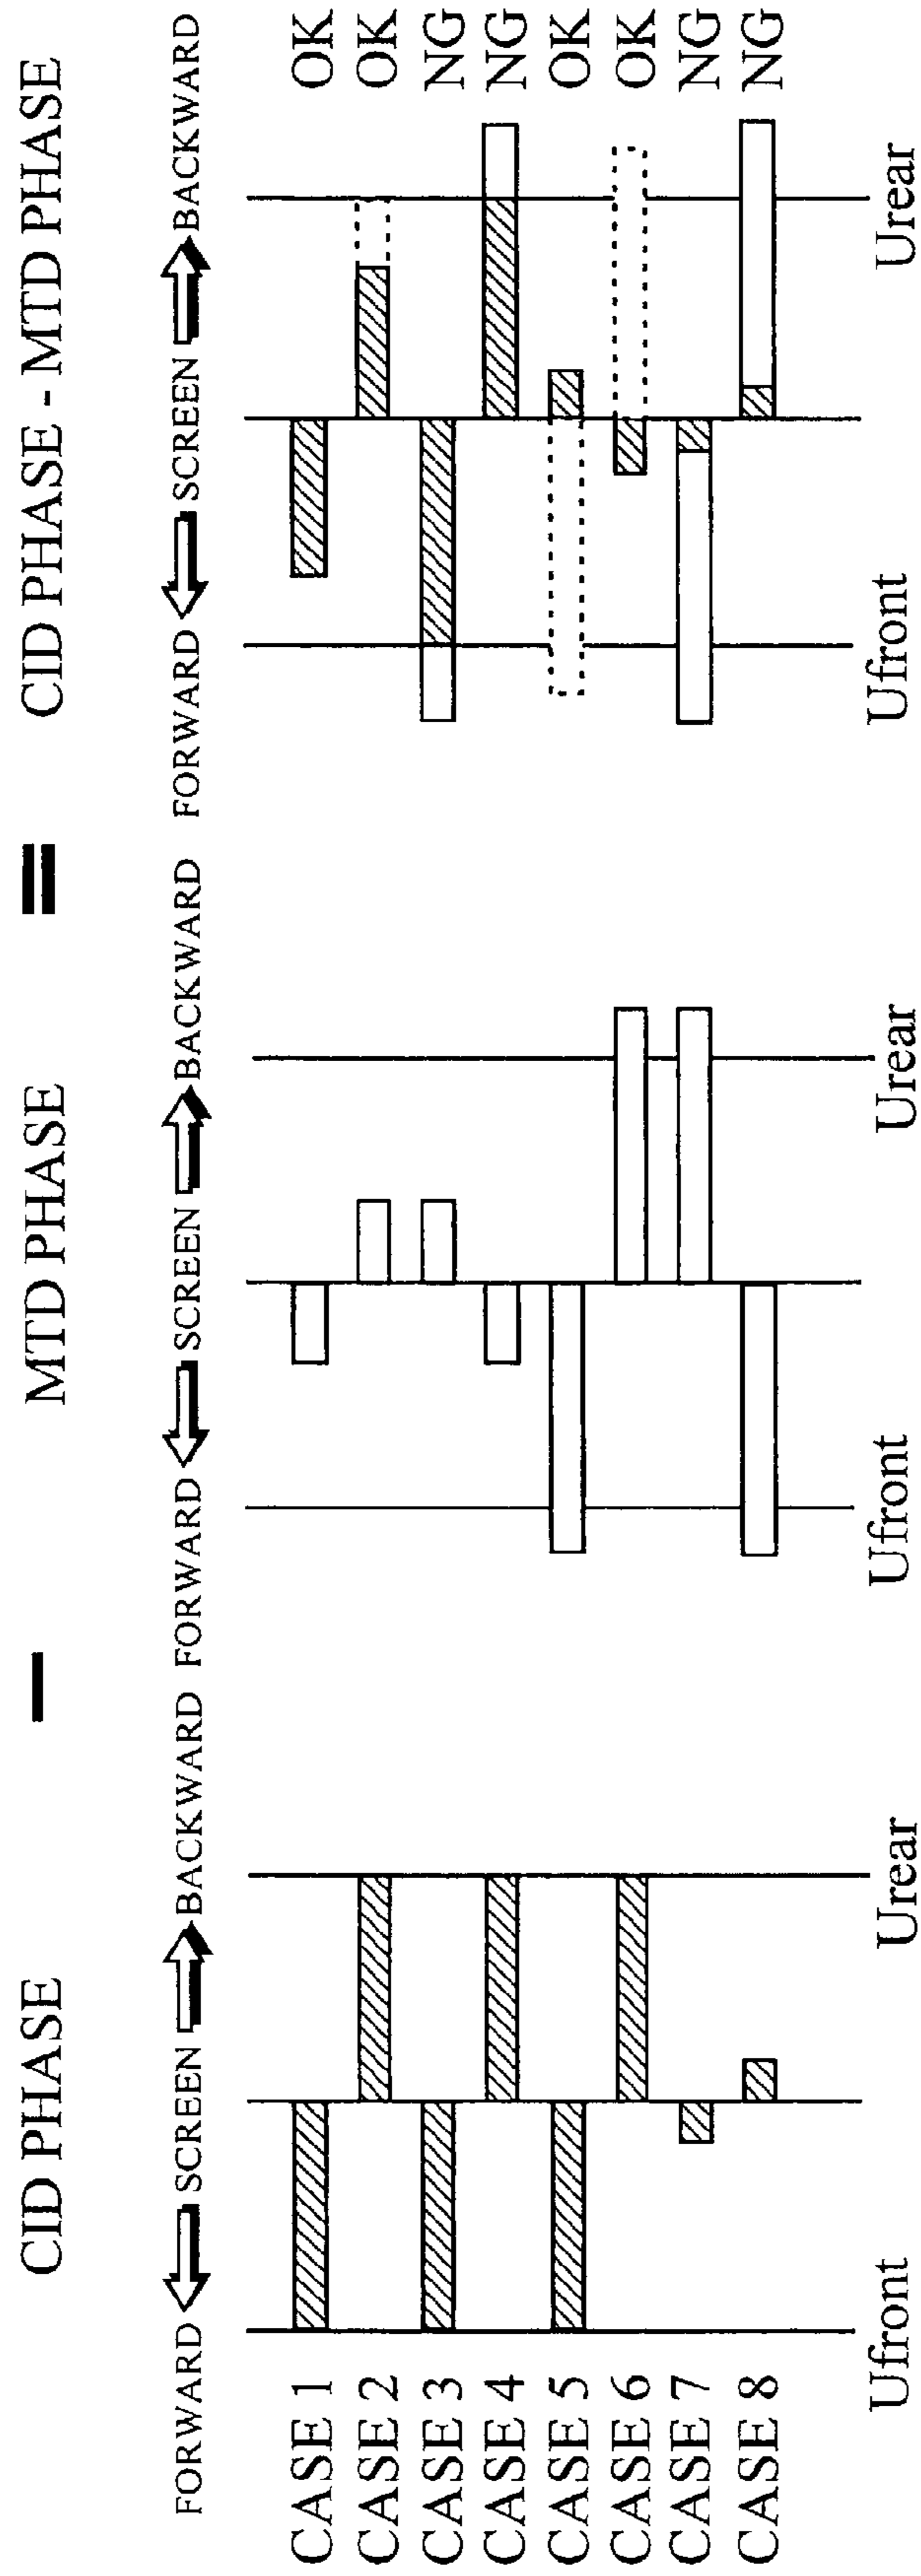 CID PHASE − MTD PHASE = CID PHASE - MTD PHASE
FORWARD SCREEN BACKWARD FORWARD SCREEN BACKWARD FORWARD SCREEN BACKWARD
CASE 1 OK
CASE 2 OK
CASE 3 NG
CASE 4 NG
CASE 5 OK
CASE 6 OK
CASE 7 NG
CASE 8 NG
Ufront Urear Ufront Urear Ufront Urear